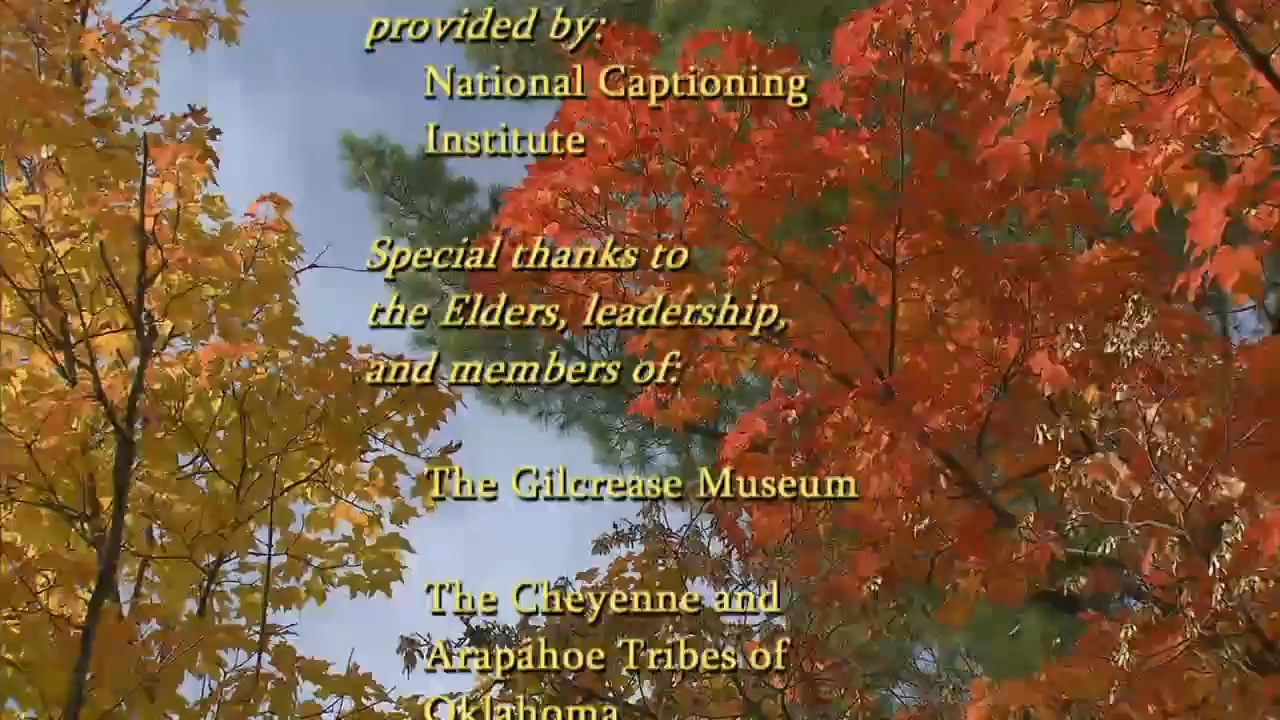 provided by:
National Captioning
Institute
Special thanks to
the Elders, leadership,
and members of:
The Gilcrease Museum
The Cheyenne and
Arapahoe Tribes of
Oklahoma